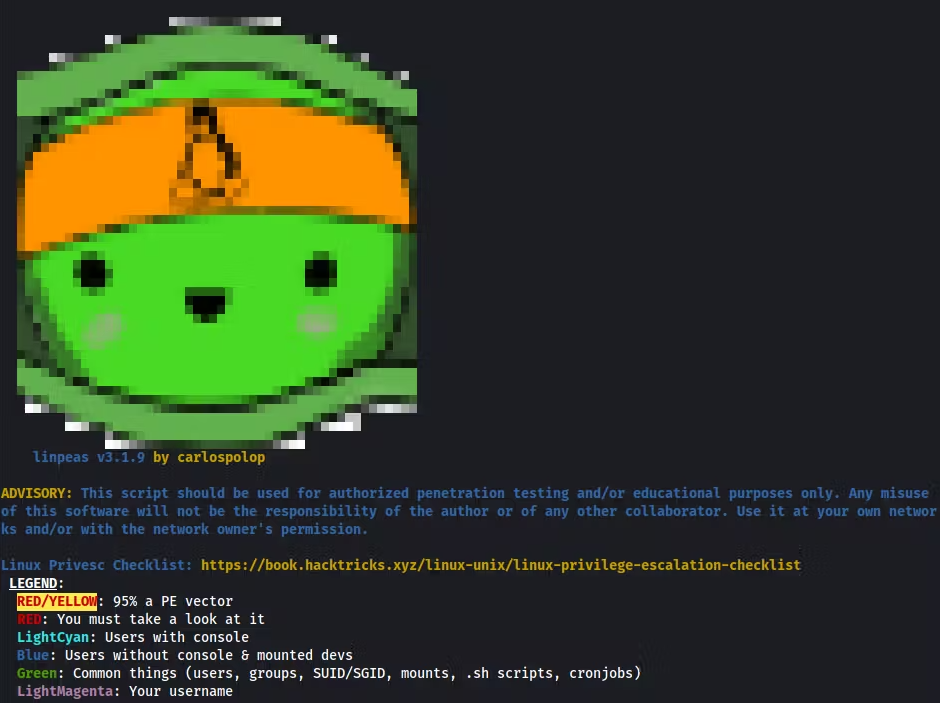 linpeas v3.1.9 by carlospolop
ADVISORY: This script should be used for authorized penetration testing and/or educational purposes only. Any misuse
of this software will not be the responsibility of the author or of any other collaborator. Use it at your own networ
ks and/or with the network owner's permission.
Linux Privesc Checklist: https://book.hacktricks.xyz/linux-unix/linux-privilege-escalation-checklist
LEGEND:
RED/YELLOW: 95% a PE vector
RED: You must take a look at it
LightCyan: Users with console
Blue: Users without console & mounted devs
Green: Common things (users, groups, SUID/SGID, mounts, .sh scripts, cronjobs)
LightMagenta: Your username